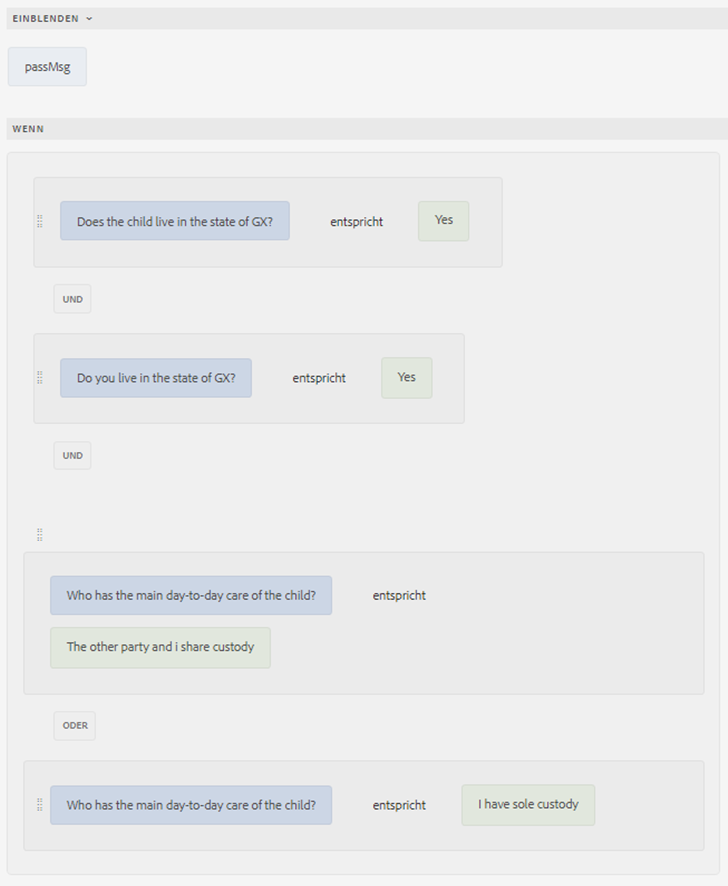 EINBLENDEN
passMsg
WENN
Does the child live in the state of GX? entspricht Yes
UND
Do you live in the state of GX? entspricht Yes
UND
Who has the main day-to-day care of the child? entspricht
The other party and i share custody
ODER
Who has the main day-to-day care of the child? entspricht I have sole custody